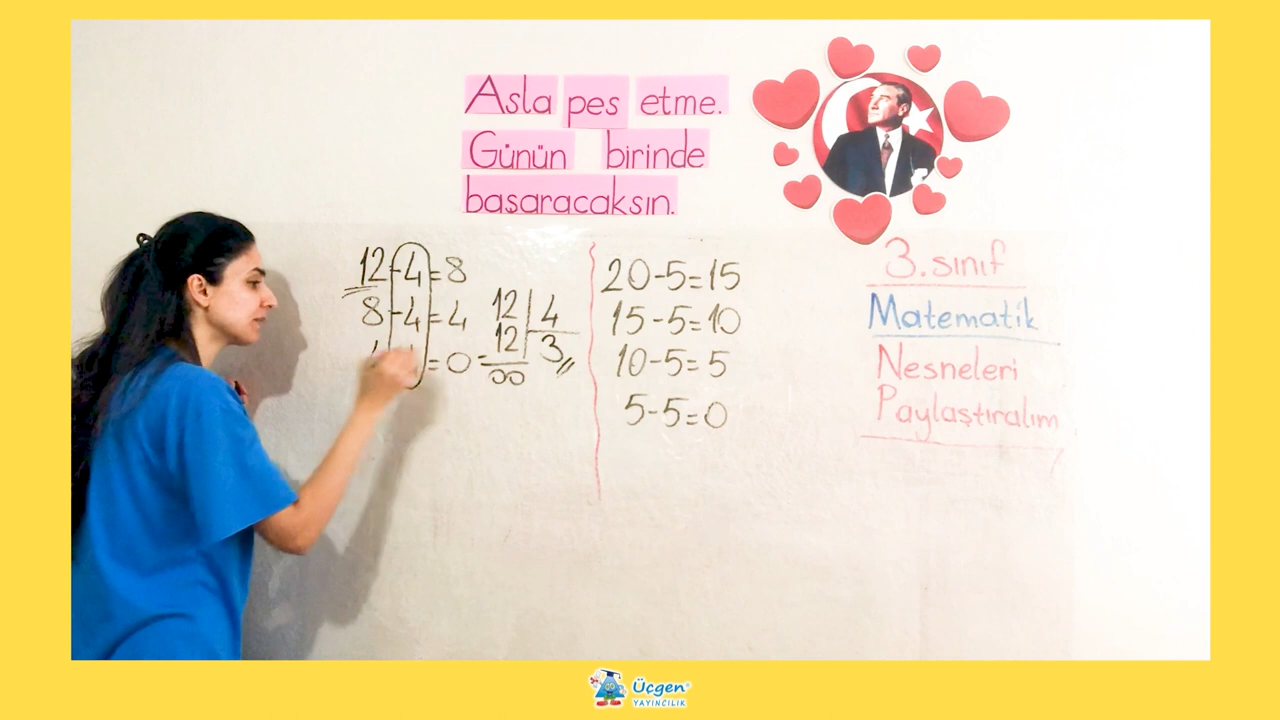 Asla pes etme.
Günün birinde
başaracaksın.
12-4=8
8-4=4
=0
12 4
12 3
00
20-5=15
15-5=10
10-5=5
5-5=0
3.sınıf
Matematik
Nesneleri
Paylaştıralım
Üçgen
YAYINCILIK